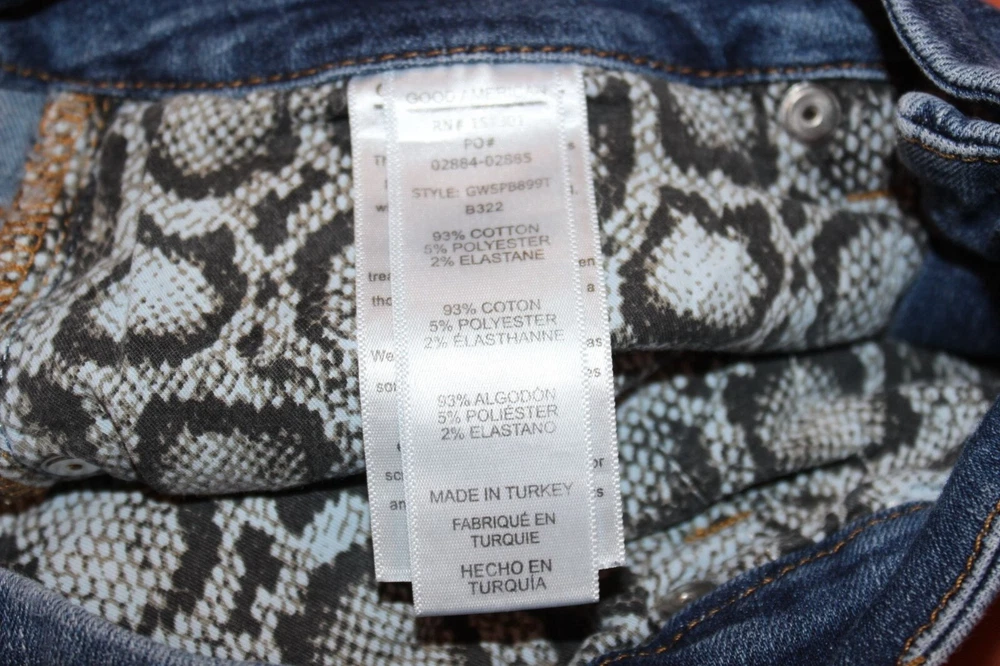 GOOD AMERICAN
RN#
PO#
02884-02885
STYLE: GWSPB899T
B322
93% COTTON
5% POLYESTER
2% ELASTANE
93% COTON
5% POLYESTER
2% ÉLASTHANNE
93% ALGODÓN
5% POLIÉSTER
2% ELASTANO
MADE IN TURKEY
FABRIQUÉ EN
TURQUIE
HECHO EN
TURQUÍA